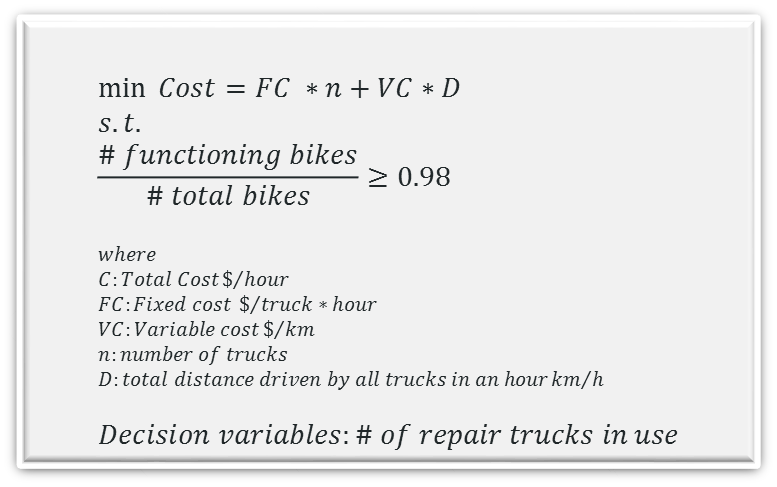 min Cost = FC * n + VC * D
s.t.
# functioning bikes
# total bikes
≥ 0.98
where
C:Total Cost $/hour
FC:Fixed cost $/truck * hour
VC:Variable cost $/km
n:number of trucks
D:total distance driven by all trucks in an hour km/h
Decision variables: # of repair trucks in use